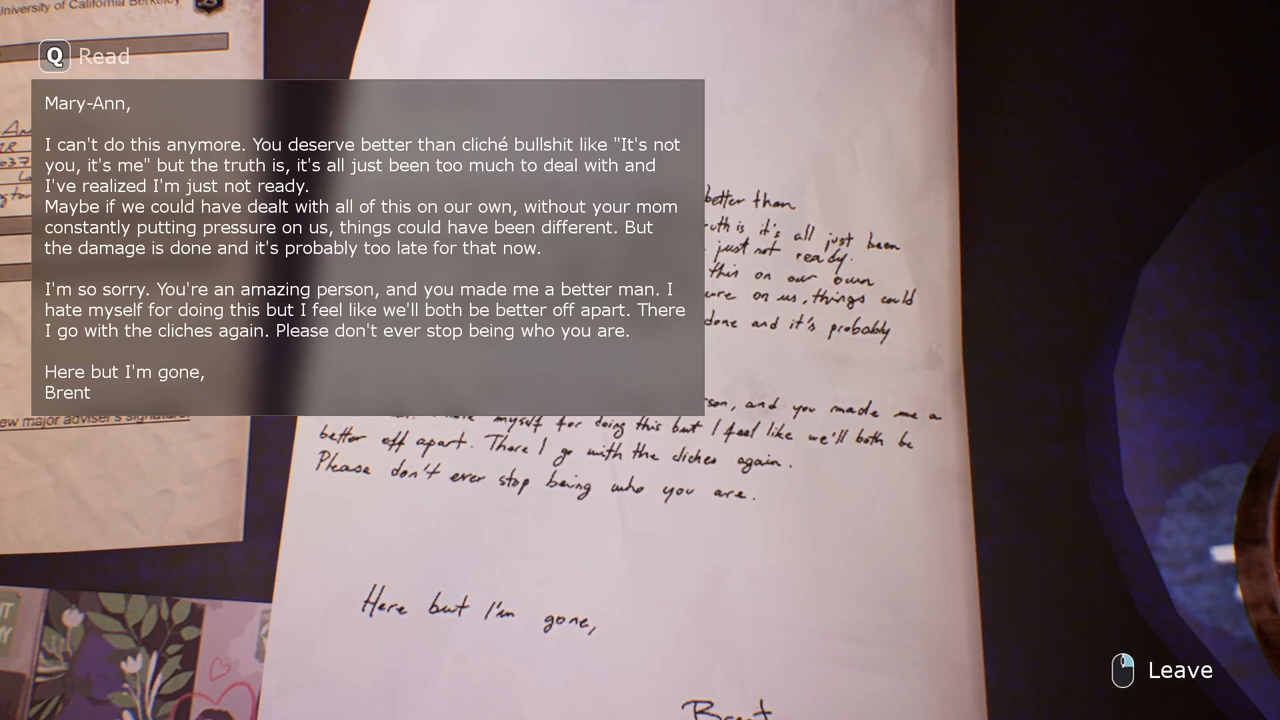 University of California Berkeley
Q Read
Mary-Ann,
I can't do this anymore. You deserve better than cliché bullshit like "It's not
you, it's me" but the truth is, it's all just been too much to deal with and
I've realized I'm just not ready.
Maybe if we could have dealt with all of this on our own, without your mom
constantly putting pressure on us, things could have been different. But
the damage is done and it's probably too late for that now.
I'm so sorry. You're an amazing person, and you made me a better man. I
hate myself for doing this but I feel like we'll both be better off apart. There
I go with the cliches again. Please don't ever stop being who you are.
Here but I'm gone,
Brent
better than
truth is it's all just been
just not ready.
this on our own
on us, things could
done and it's probably
and you made me a
myself for doing this but I feel like we'll both be
better off apart. There I go with the cliches again.
Please don't ever stop being who you are.
Here but I'm gone,
Brent
037
new major adviser's signature.
Leave